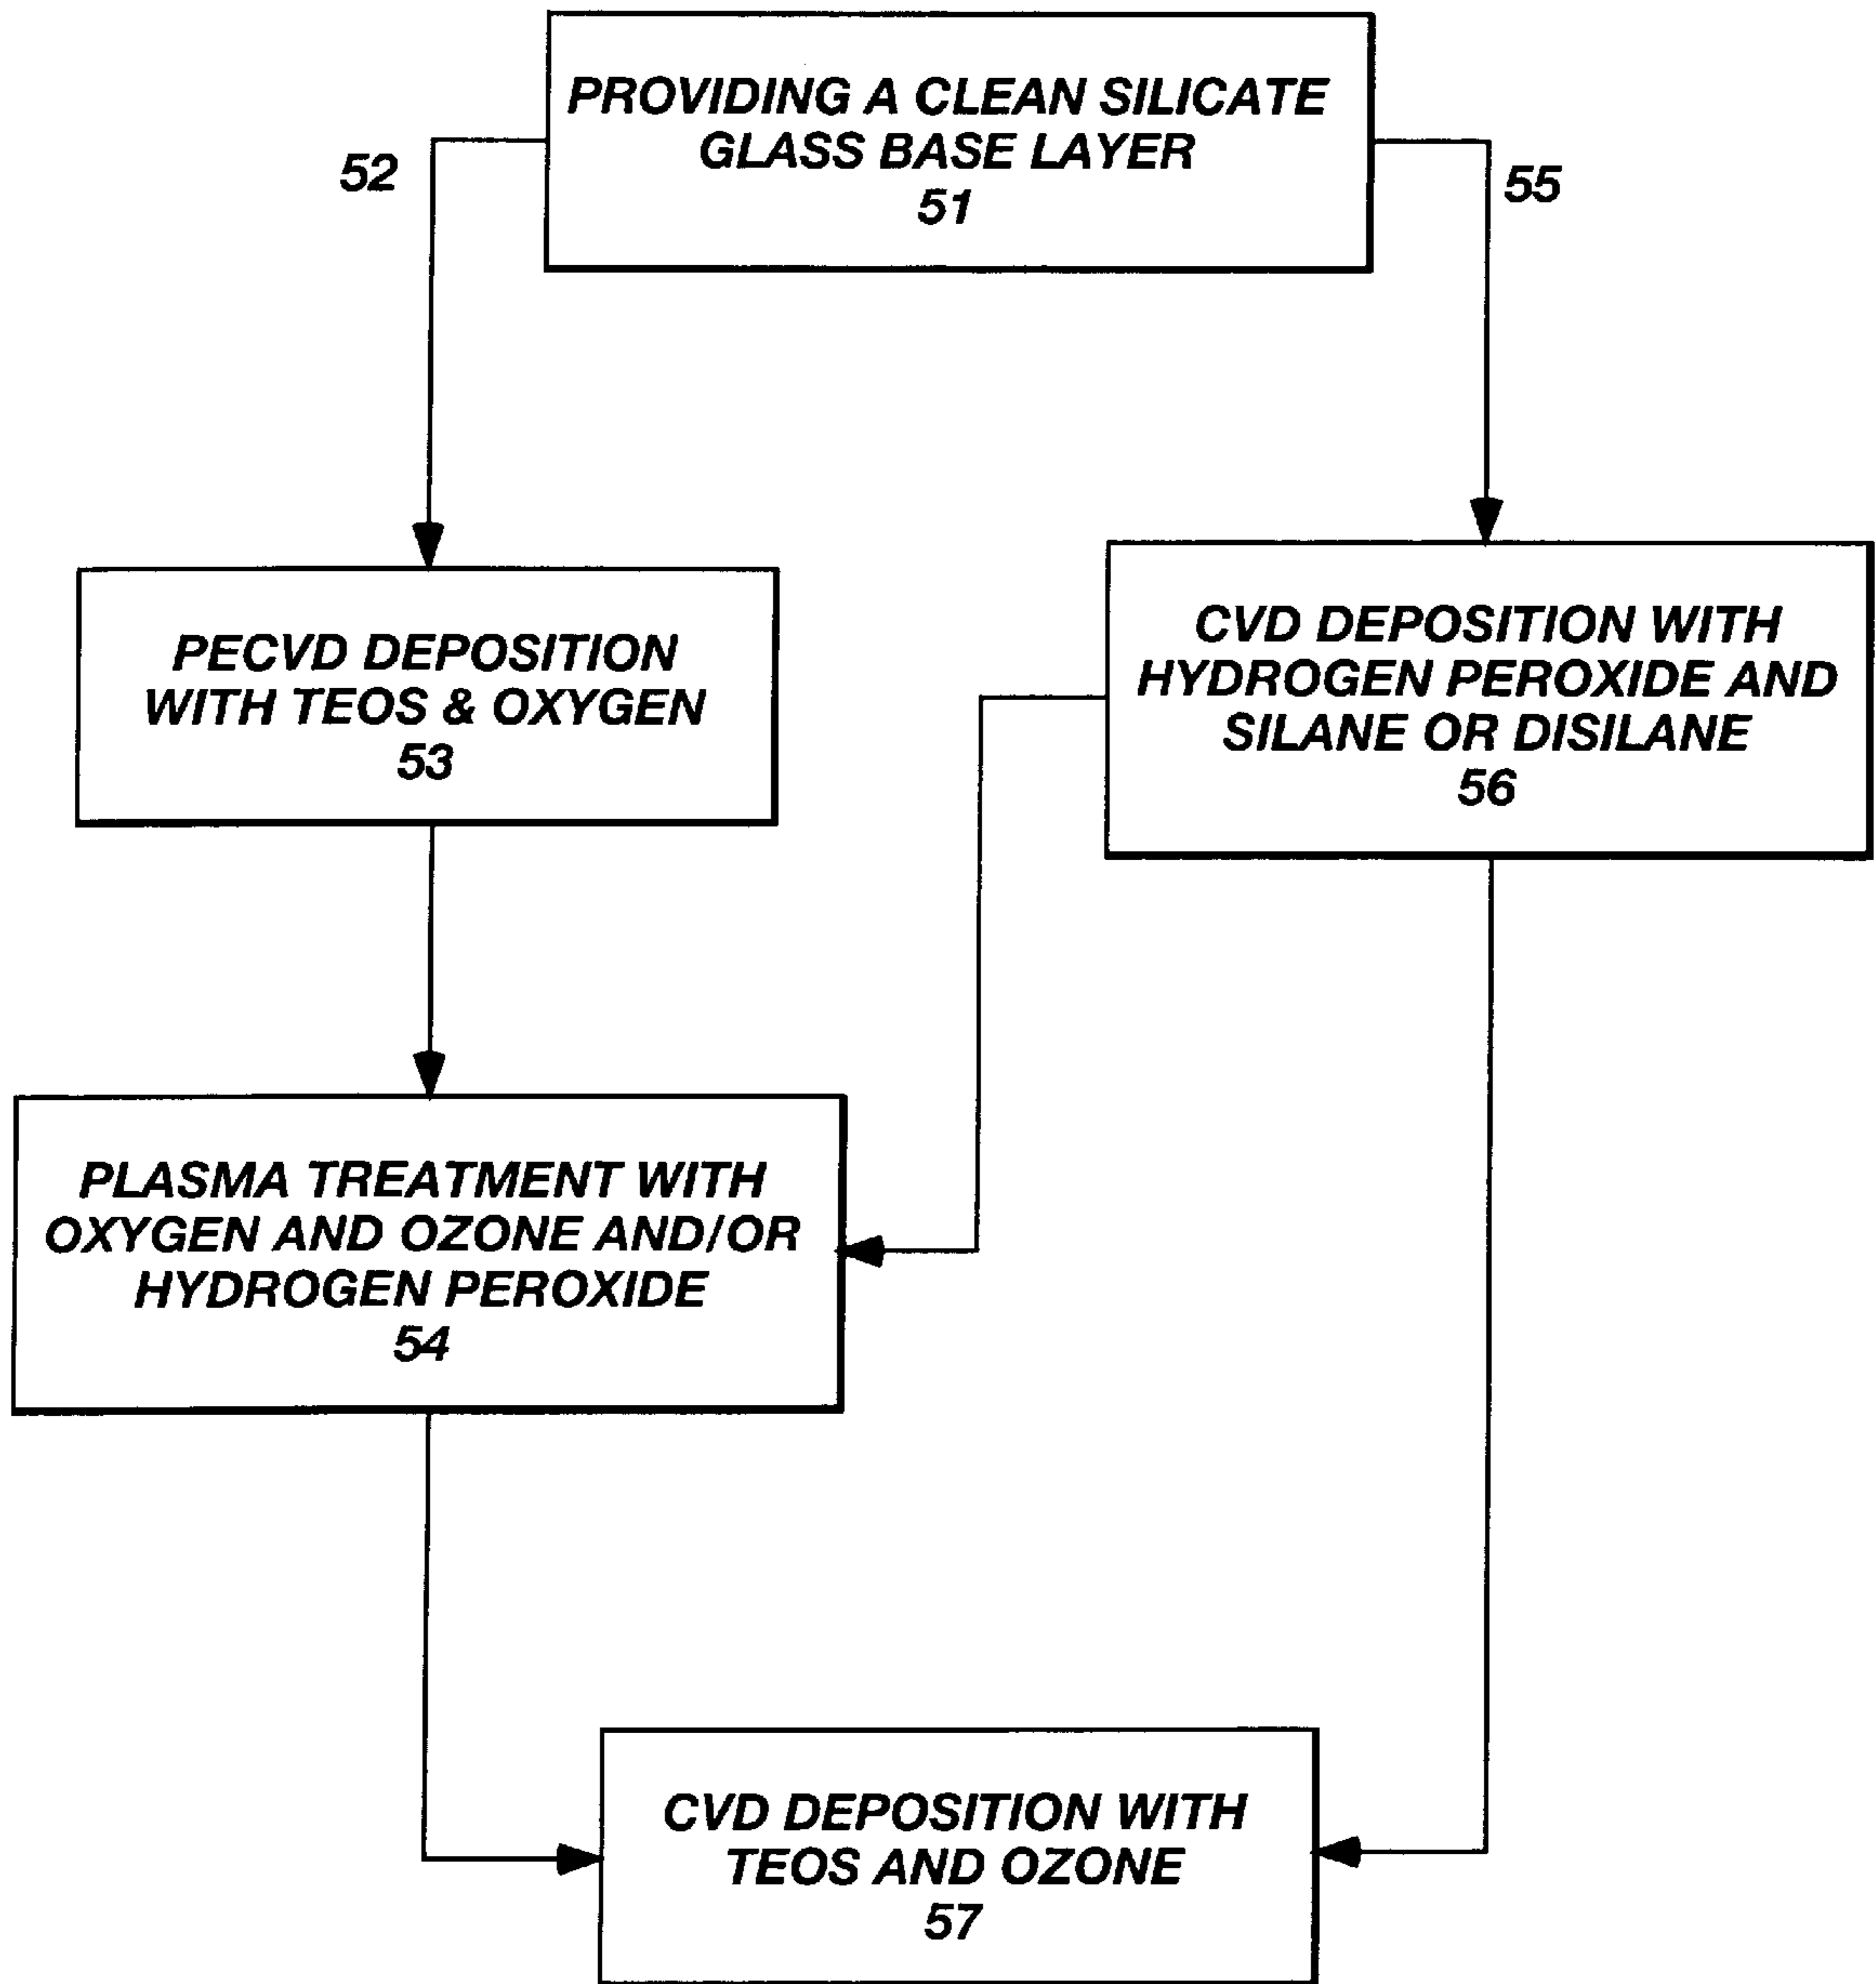 PROVIDING A CLEAN SILICATE
GLASS BASE LAYER
51
52
55
PECVD DEPOSITION
WITH TEOS & OXYGEN
53
CVD DEPOSITION WITH
HYDROGEN PEROXIDE AND
SILANE OR DISILANE
56
PLASMA TREATMENT WITH
OXYGEN AND OZONE AND/OR
HYDROGEN PEROXIDE
54
CVD DEPOSITION WITH
TEOS AND OZONE
57